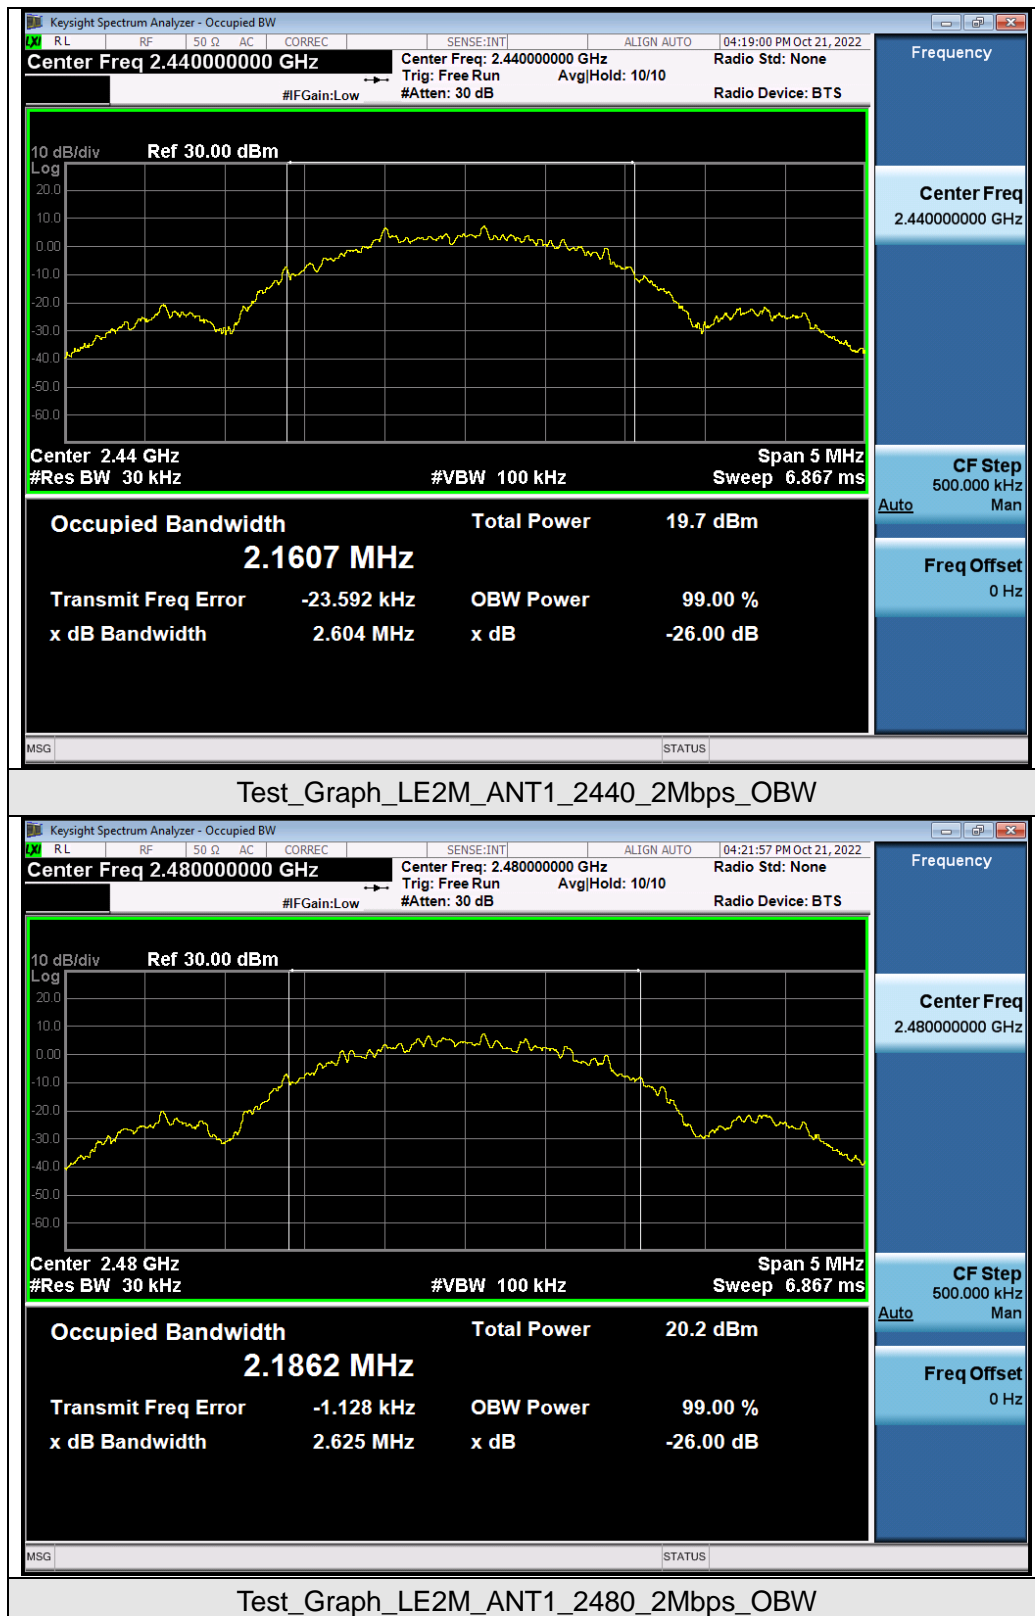 Keysight Spectrum Analyzer - Occupied BW
LXI RL RF 50 Ω AC CORREC SENSE:INT ALIGN AUTO 04:19:00 PM Oct 21, 2022
Center Freq 2.440000000 GHz Center Freq: 2.440000000 GHz Radio Std: None
Trig: Free Run Avg|Hold: 10/10
#IFGain:Low #Atten: 30 dB Radio Device: BTS
Frequency
10 dB/div Ref 30.00 dBm
Log
20.0
10.0
0.00
-10.0
-20.0
-30.0
-40.0
-50.0
-60.0
Center 2.44 GHz Span 5 MHz
#Res BW 30 kHz #VBW 100 kHz Sweep 6.867 ms
Center Freq
2.440000000 GHz
CF Step
500.000 kHz
Auto Man
Freq Offset
0 Hz
Occupied Bandwidth Total Power 19.7 dBm
2.1607 MHz
Transmit Freq Error -23.592 kHz OBW Power 99.00 %
x dB Bandwidth 2.604 MHz x dB -26.00 dB
MSG STATUS
Test_Graph_LE2M_ANT1_2440_2Mbps_OBW
Keysight Spectrum Analyzer - Occupied BW
LXI RL RF 50 Ω AC CORREC SENSE:INT ALIGN AUTO 04:21:57 PM Oct 21, 2022
Center Freq 2.480000000 GHz Center Freq: 2.480000000 GHz Radio Std: None
Trig: Free Run Avg|Hold: 10/10
#IFGain:Low #Atten: 30 dB Radio Device: BTS
Frequency
10 dB/div Ref 30.00 dBm
Log
20.0
10.0
0.00
-10.0
-20.0
-30.0
-40.0
-50.0
-60.0
Center 2.48 GHz Span 5 MHz
#Res BW 30 kHz #VBW 100 kHz Sweep 6.867 ms
Center Freq
2.480000000 GHz
CF Step
500.000 kHz
Auto Man
Freq Offset
0 Hz
Occupied Bandwidth Total Power 20.2 dBm
2.1862 MHz
Transmit Freq Error -1.128 kHz OBW Power 99.00 %
x dB Bandwidth 2.625 MHz x dB -26.00 dB
MSG STATUS
Test_Graph_LE2M_ANT1_2480_2Mbps_OBW